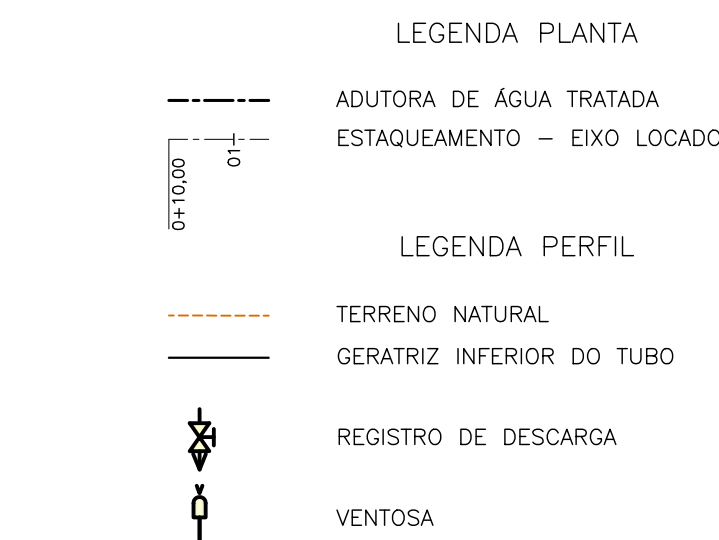 LEGENDA PLANTA
ADUTORA DE ÁGUA TRATADA
ESTAQUEAMENTO – EIXO LOCADO
01
0+10,00
LEGENDA PERFIL
TERRENO NATURAL
GERATRIZ INFERIOR DO TUBO
REGISTRO DE DESCARGA
VENTOSA